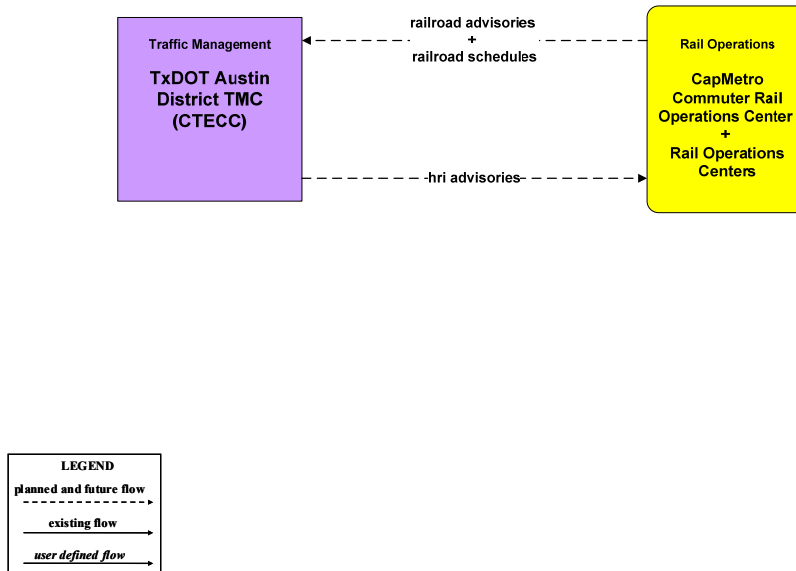 Traffic Management
TxDOT Austin
District TMC
(CTECC)
railroad advisories
+
railroad schedules
hri advisories
Rail Operations
CapMetro
Commuter Rail
Operations Center
+
Rail Operations
Centers
LEGEND
planned and future flow
existing flow
user defined flow